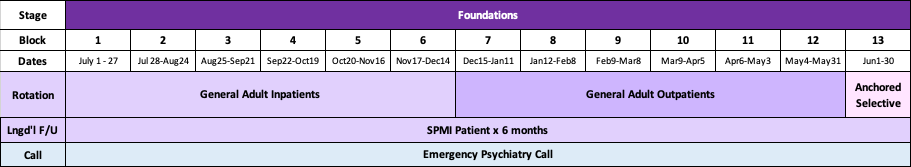 Stage Foundations
Block 1 2 3 4 5 6 7 8 9 10 11 12 13
Dates July 1 - 27 Jul 28-Aug24 Aug25-Sep21 Sep22-Oct19 Oct20-Nov16 Nov17-Dec14 Dec15-Jan11 Jan12-Feb8 Feb9-Mar8 Mar9-Apr5 Apr6-May3 May4-May31 Jun1-30
Rotation General Adult Inpatients General Adult Outpatients Anchored
Selective
Lngd'l F/U SPMI Patient x 6 months
Call Emergency Psychiatry Call